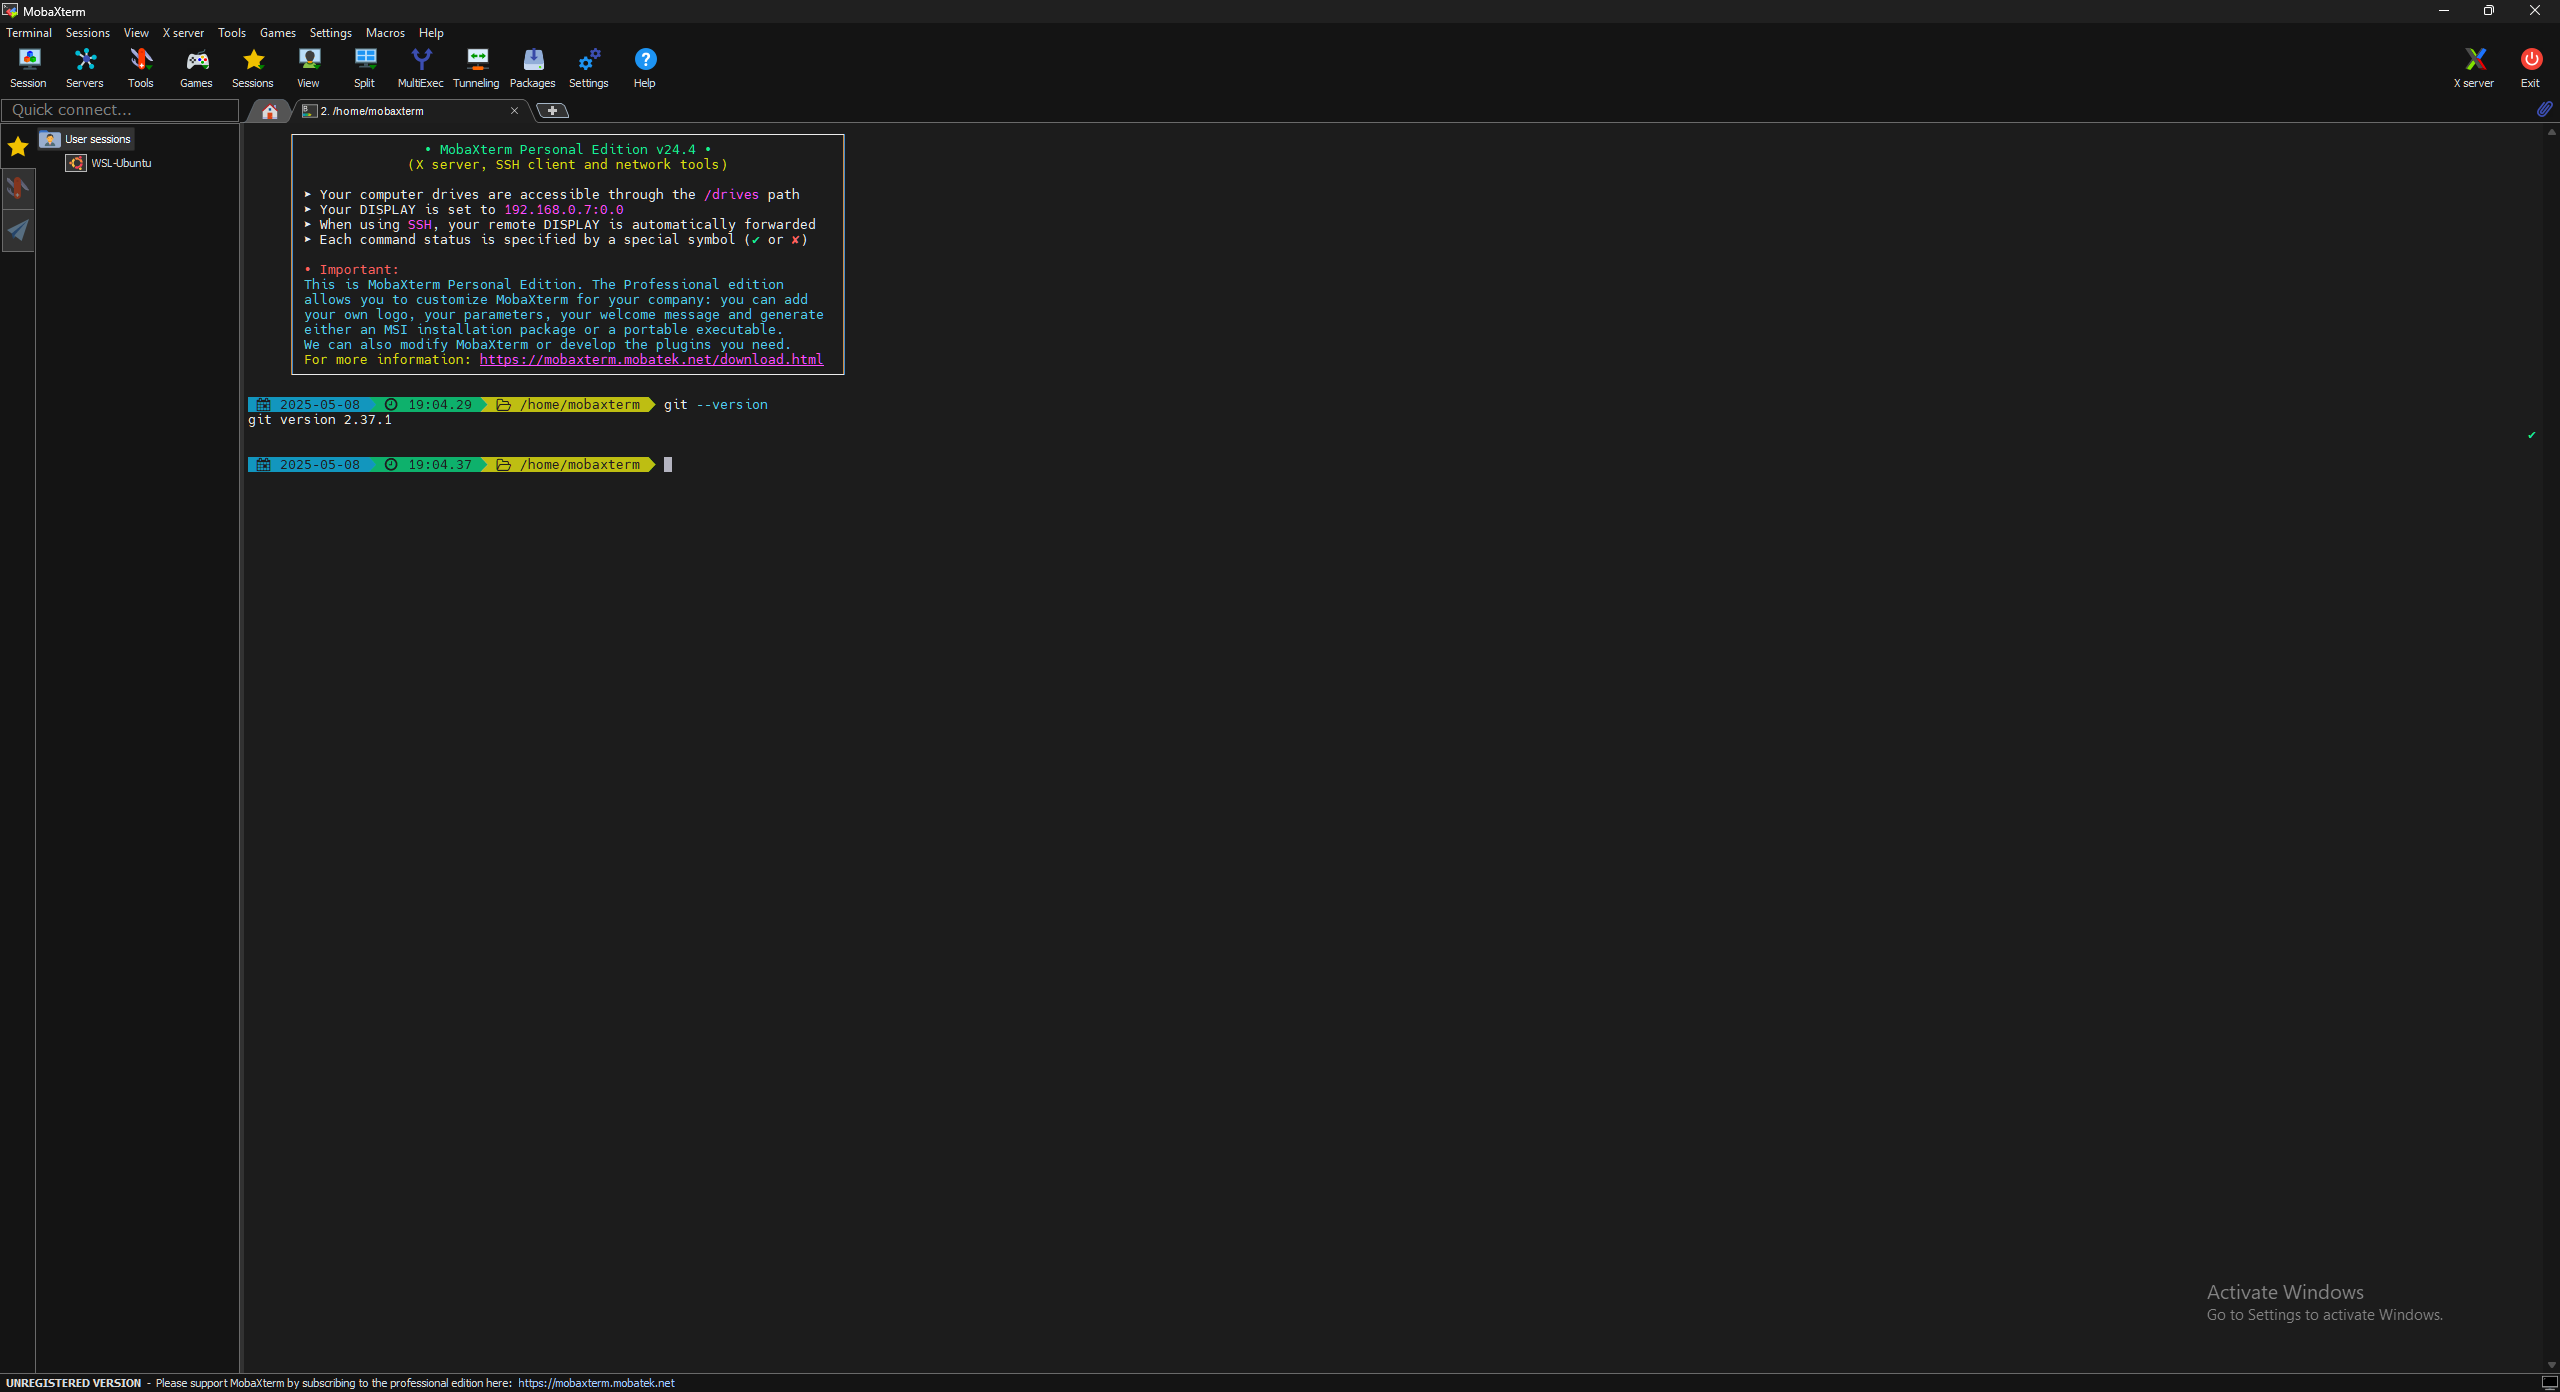 MobaXterm
Terminal Sessions View X server Tools Games Settings Macros Help
Session Servers Tools Games Sessions View Split MultiExec Tunneling Packages Settings Help X server Exit
Quick connect...
2. /home/mobaxterm
User sessions
WSL-Ubuntu
• MobaXterm Personal Edition v24.4 •
(X server, SSH client and network tools)
➤ Your computer drives are accessible through the /drives path
➤ Your DISPLAY is set to 192.168.0.7:0.0
➤ When using SSH, your remote DISPLAY is automatically forwarded
➤ Each command status is specified by a special symbol (✔ or ✘)
• Important:
This is MobaXterm Personal Edition. The Professional edition
allows you to customize MobaXterm for your company: you can add
your own logo, your parameters, your welcome message and generate
either an MSI installation package or a portable executable.
We can also modify MobaXterm or develop the plugins you need.
For more information: https://mobaxterm.mobatek.net/download.html
2025-05-08 19:04.29 /home/mobaxterm git --version
git version 2.37.1
✔
2025-05-08 19:04.37 /home/mobaxterm
Activate Windows
Go to Settings to activate Windows.
UNREGISTERED VERSION - Please support MobaXterm by subscribing to the professional edition here: https://mobaxterm.mobatek.net